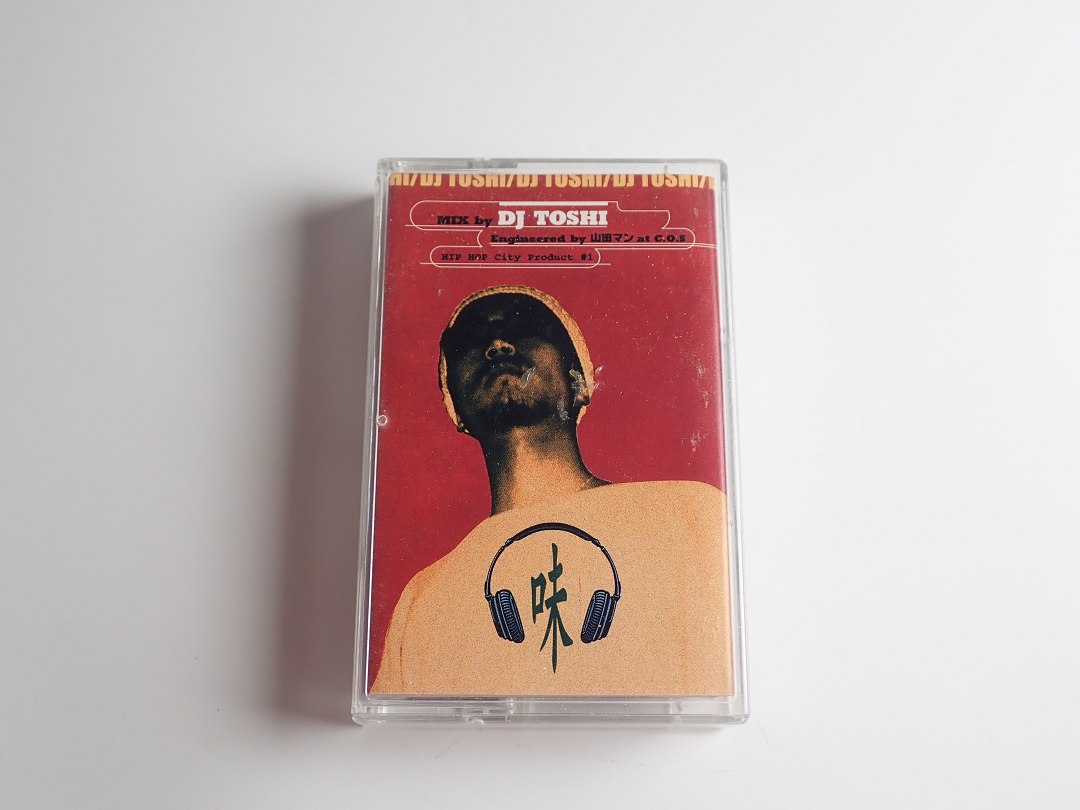 HI/DJ TOSHI/DJ TOSHI/DJ TOSHI/D
MIX by DJ TOSHI
Engineered by 山田マン at C.O.S
HIP HOP City Product #1
味